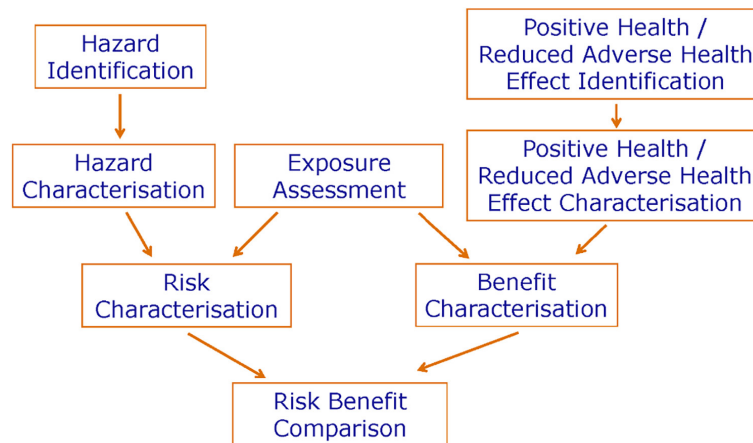 Hazard
Identification
Positive Health /
Reduced Adverse Health
Effect Identification
Hazard
Characterisation
Exposure
Assessment
Positive Health /
Reduced Adverse Health
Effect Characterisation
Risk
Characterisation
Benefit
Characterisation
Risk Benefit
Comparison